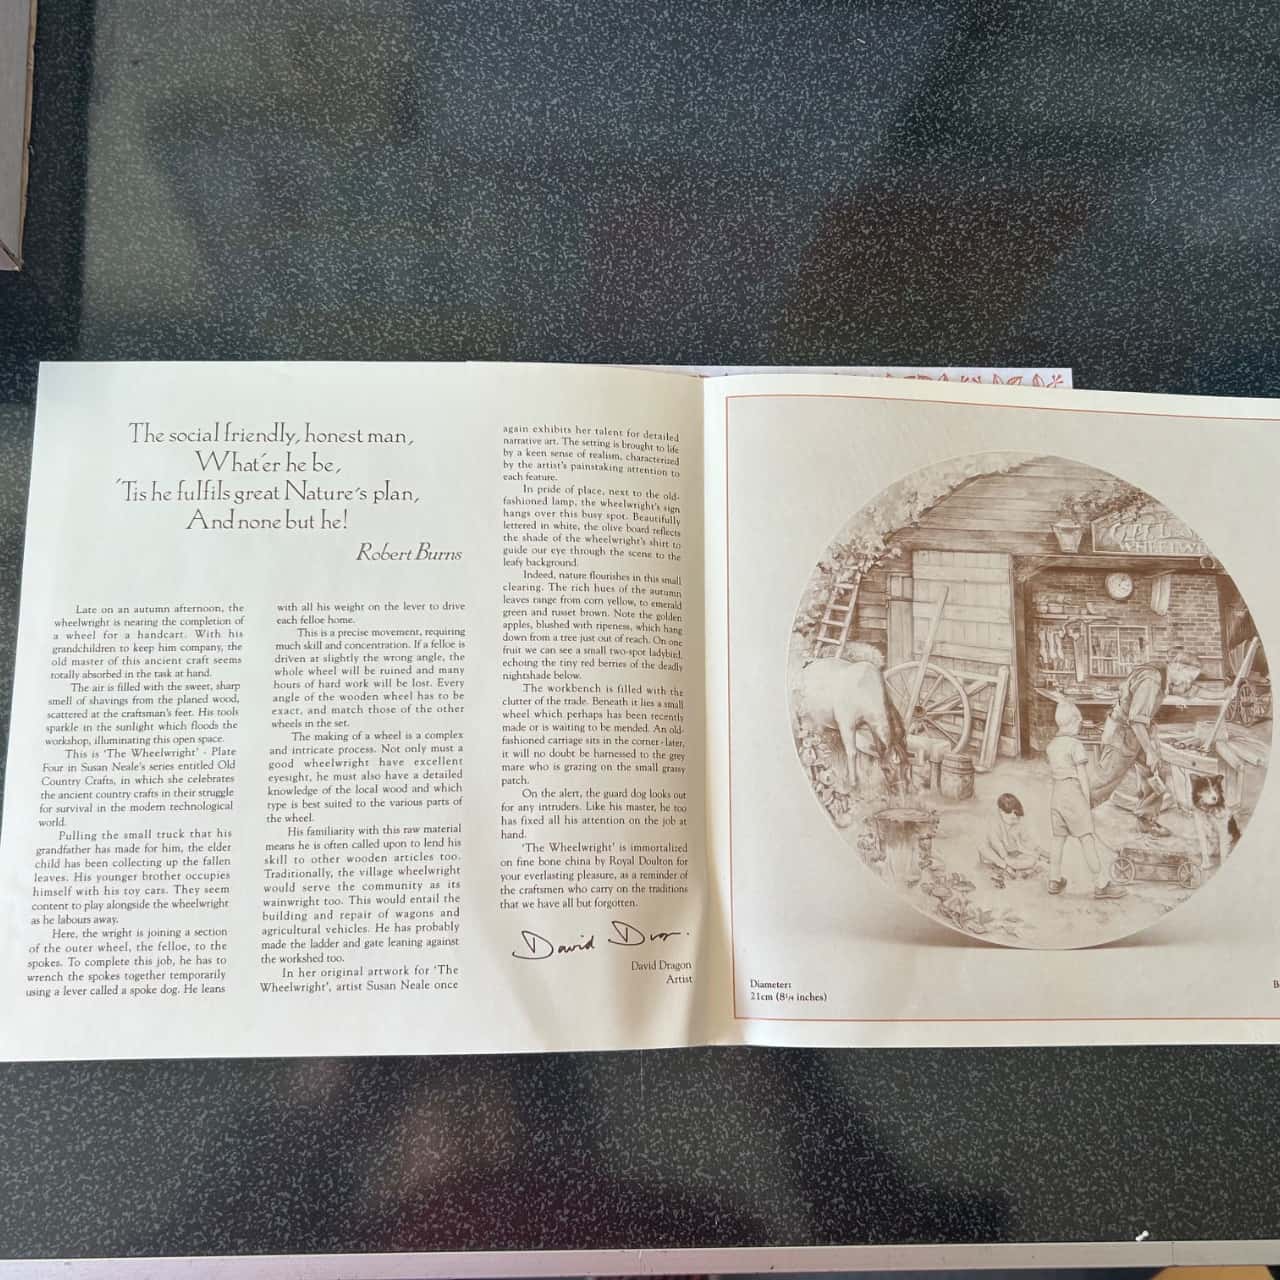 The social friendly, honest man,
What'er he be,
'Tis he fulfils great Nature's plan,
And none but he!
Robert Burns
Late on an autumn afternoon, the
wheelwright is nearing the completion of
a wheel for a handcart. With his
grandchildren to keep him company, the
old master of this ancient craft seems
totally absorbed in the task at hand.
The air is filled with the sweet, sharp
smell of shavings from the planed wood,
scattered at the craftsman's feet. His tools
sparkle in the sunlight which floods the
workshop, illuminating this open space.
This is 'The Wheelwright' - Plate
Four in Susan Neale's series entitled Old
Country Crafts, in which she celebrates
the ancient country crafts in their struggle
for survival in the modern technological
world.
Pulling the small truck that his
grandfather has made for him, the elder
child has been collecting up the fallen
leaves. His younger brother occupies
himself with his toy cars. They seem
content to play alongside the wheelwright
as he labours away.
Here, the wright is joining a section
of the outer wheel, the felloe, to the
spokes. To complete this job, he has to
wrench the spokes together temporarily
using a lever called a spoke dog. He leans
with all his weight on the lever to drive
each felloe home.
This is a precise movement, requiring
much skill and concentration. If a felloe is
driven at slightly the wrong angle, the
whole wheel will be ruined and many
hours of hard work will be lost. Every
angle of the wooden wheel has to be
exact, and match those of the other
wheels in the set.
The making of a wheel is a complex
and intricate process. Not only must a
good wheelwright have excellent
eyesight, he must also have a detailed
knowledge of the local wood and which
type is best suited to the various parts of
the wheel.
His familiarity with this raw material
means he is often called upon to lend his
skill to other wooden articles too.
Traditionally, the village wheelwright
would serve the community as its
wainwright too. This would entail the
building and repair of wagons and
agricultural vehicles. He has probably
made the ladder and gate leaning against
the workshed too.
In her original artwork for 'The
Wheelwright', artist Susan Neale once
again exhibits her talent for detailed
narrative art. The setting is brought to life
by a keen sense of realism, characterized
by the artist's painstaking attention to
each feature.
In pride of place, next to the old-
fashioned lamp, the wheelwright's sign
hangs over this busy spot. Beautifully
lettered in white, the olive board reflects
the shade of the wheelwright's shirt to
guide our eye through the scene to the
leafy background.
Indeed, nature flourishes in this small
clearing. The rich hues of the autumn
leaves range from corn yellow, to emerald
green and russet brown. Note the golden
apples, blushed with ripeness, which hang
down from a tree just out of reach. On one
fruit we can see a small two-spot ladybird,
echoing the tiny red berries of the deadly
nightshade below.
The workbench is filled with the
clutter of the trade. Beneath it lies a small
wheel which perhaps has been recently
made or is waiting to be mended. An old-
fashioned carriage sits in the corner - later,
it will no doubt be harnessed to the grey
mare who is grazing on the small grassy
patch.
On the alert, the guard dog looks out
for any intruders. Like his master, he too
has fixed all his attention on the job at
hand.
'The Wheelwright' is immortalized
on fine bone china by Royal Doulton for
your everlasting pleasure, as a reminder of
the craftsmen who carry on the traditions
that we have all but forgotten.
David Dragon
Artist
Diameter:
21cm (8¼ inches)